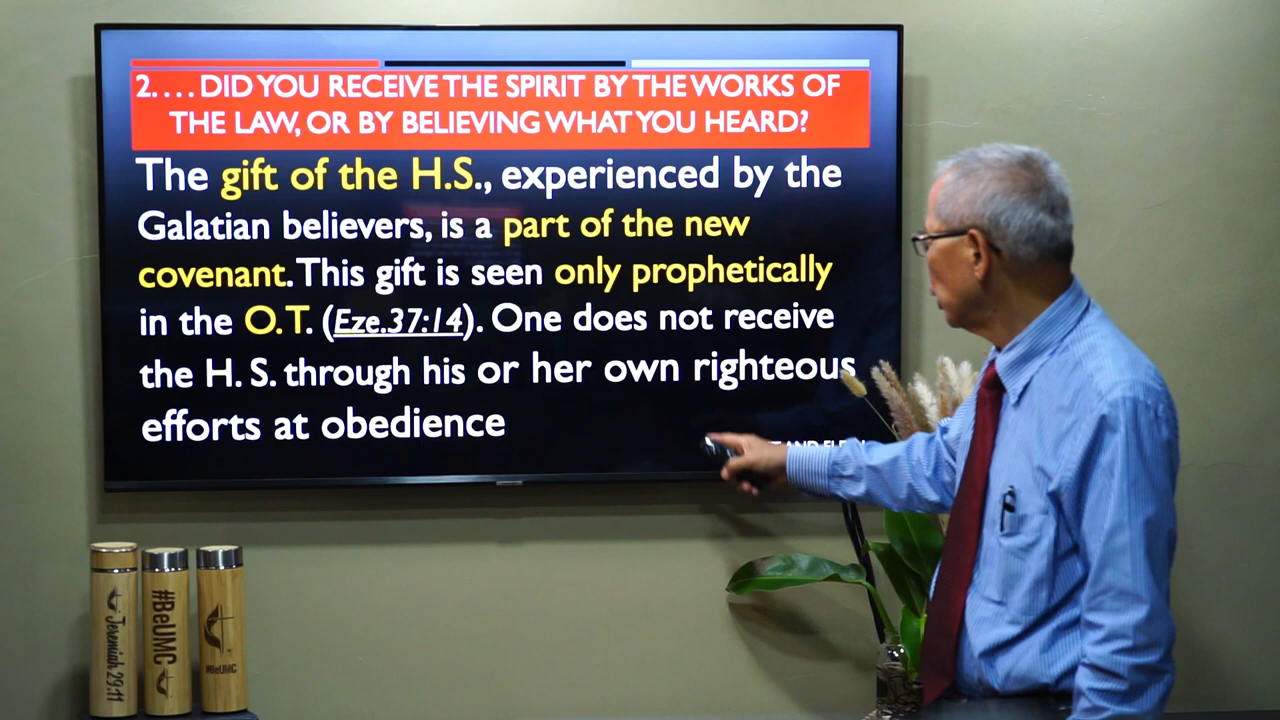 2. . . . DID YOU RECEIVE THE SPIRIT BY THE WORKS OF
THE LAW, OR BY BELIEVING WHAT YOU HEARD?
The gift of the H.S., experienced by the
Galatian believers, is a part of the new
covenant. This gift is seen only prophetically
in the O.T. (Eze.37:14). One does not receive
the H. S. through his or her own righteous
efforts at obedience
AND
Jeremiah 29:11
#BeUMC
#BeUMC